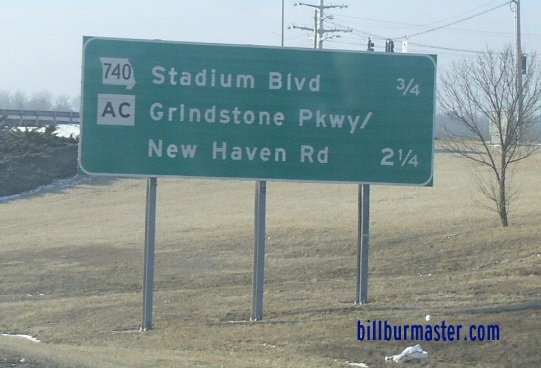 740 Stadium Blvd 3/4
AC Grindstone Pkwy/
New Haven Rd 2 1/4
billburmaster.com